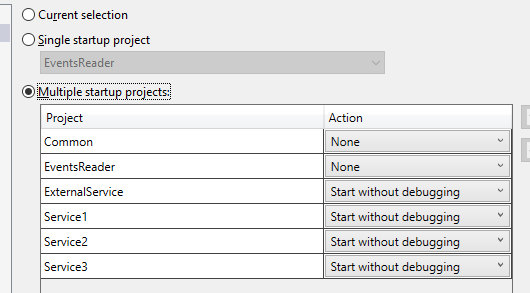 Current selection
Single startup project
EventsReader
Multiple startup projects:
Project Action
Common None
EventsReader None
ExternalService Start without debugging
Service1 Start without debugging
Service2 Start without debugging
Service3 Start without debugging